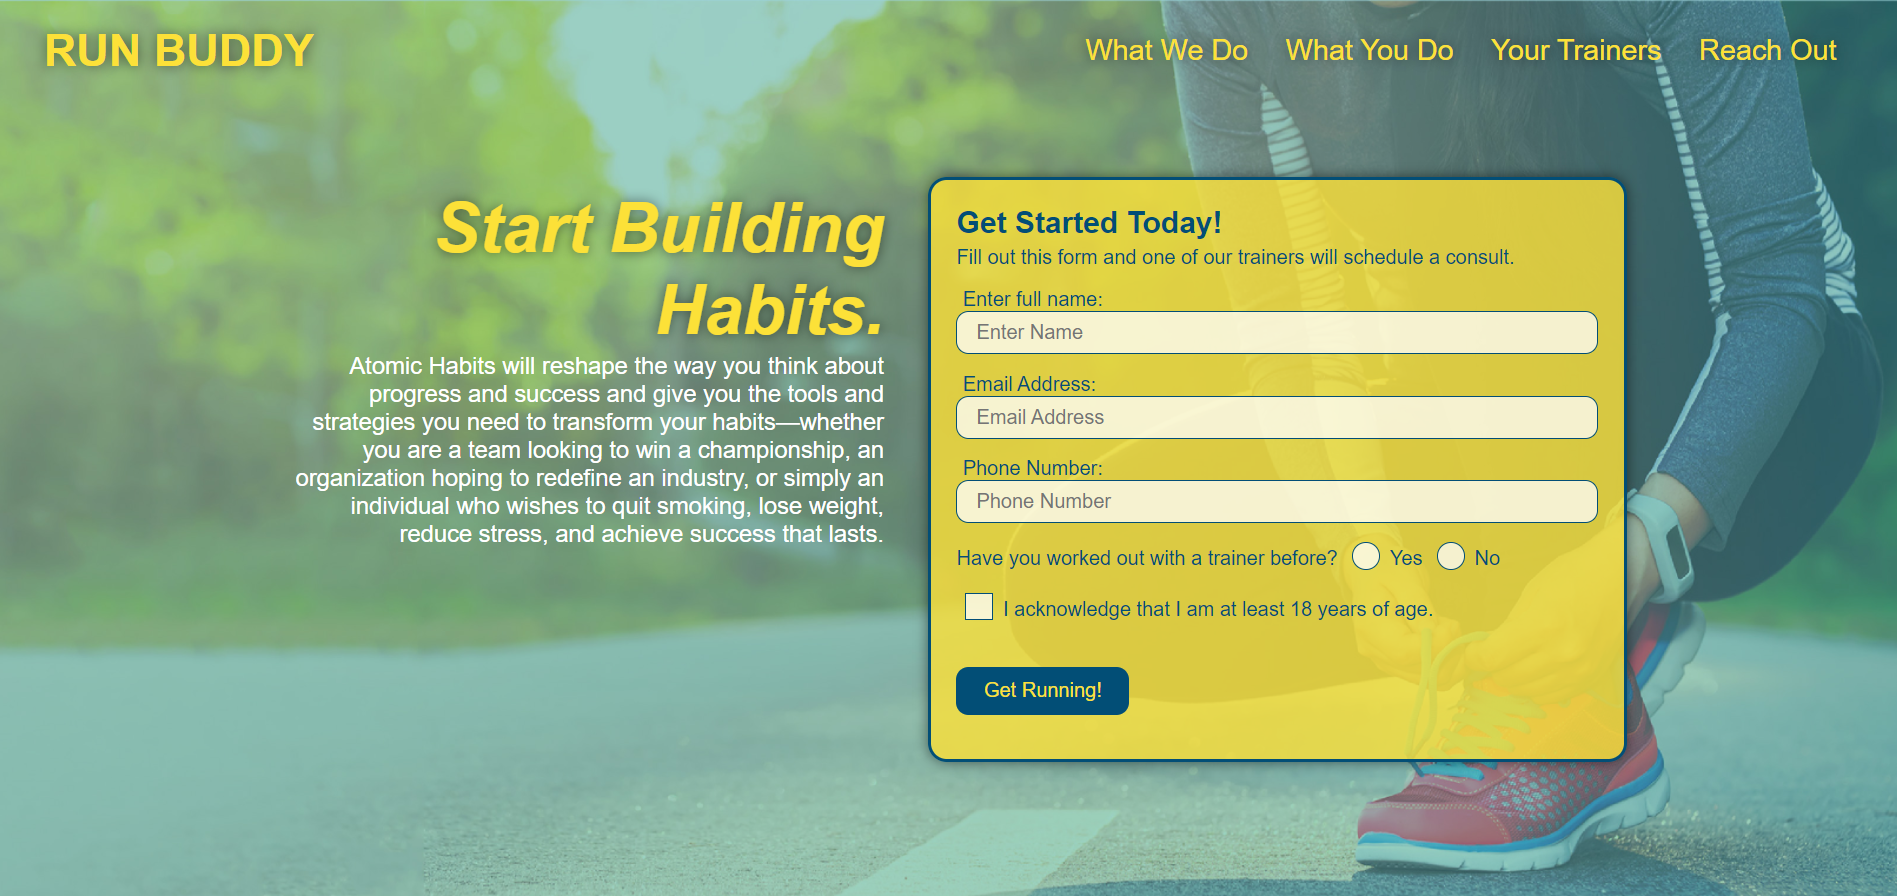 RUN BUDDY
What We Do What You Do Your Trainers Reach Out
Start Building
Habits.
Atomic Habits will reshape the way you think about
progress and success and give you the tools and
strategies you need to transform your habits—whether
you are a team looking to win a championship, an
organization hoping to redefine an industry, or simply an
individual who wishes to quit smoking, lose weight,
reduce stress, and achieve success that lasts.
Get Started Today!
Fill out this form and one of our trainers will schedule a consult.
Enter full name:
Enter Name
Email Address:
Email Address
Phone Number:
Phone Number
Have you worked out with a trainer before? Yes No
I acknowledge that I am at least 18 years of age.
Get Running!